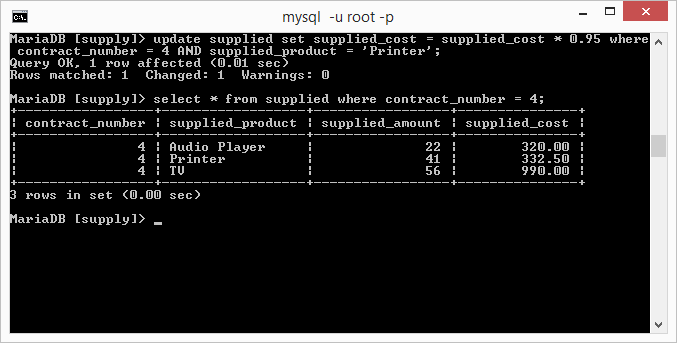 mysql -u root -p
MariaDB [supply]> update supplied set supplied_cost = supplied_cost * 0.95 where
contract_number = 4 AND supplied_product = 'Printer';
Query OK, 1 row affected (0.01 sec)
Rows matched: 1  Changed: 1  Warnings: 0
MariaDB [supply]> select * from supplied where contract_number = 4;
+-----------------+------------------+-----------------+---------------+
| contract_number | supplied_product | supplied_amount | supplied_cost |
+-----------------+------------------+-----------------+---------------+
|               4 | Audio Player     |              22 |        320.00 |
|               4 | Printer          |              41 |        332.50 |
|               4 | TV               |              56 |        990.00 |
+-----------------+------------------+-----------------+---------------+
3 rows in set (0.00 sec)
MariaDB [supply]> _